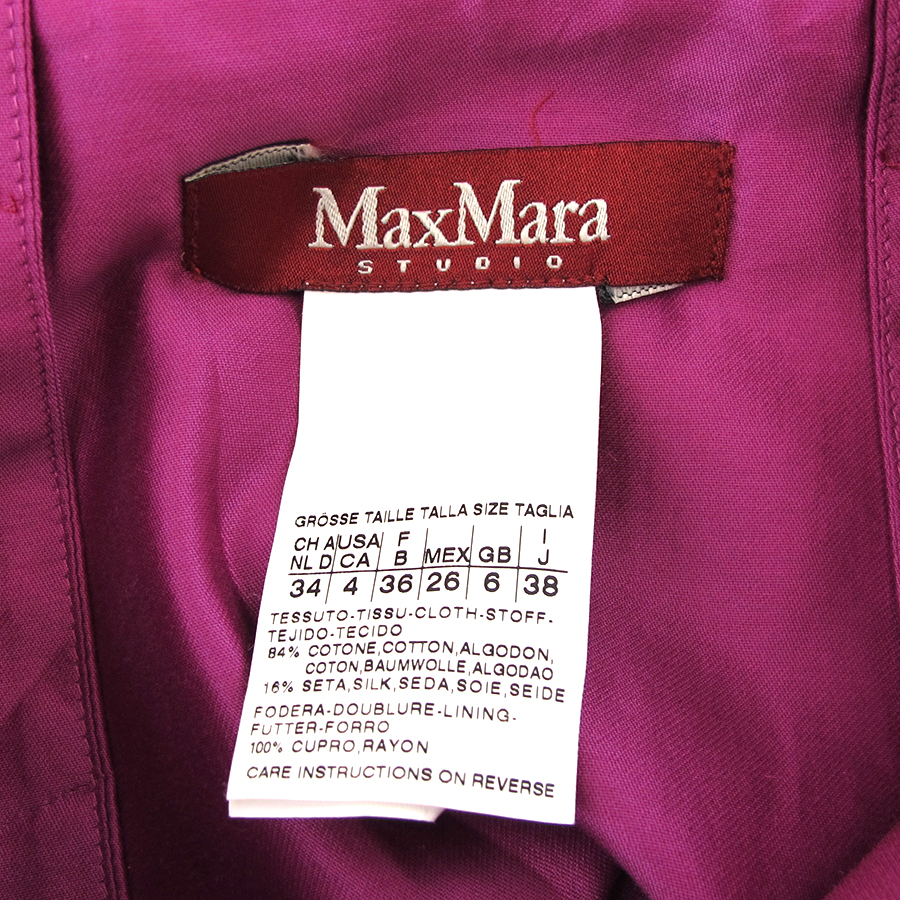 MaxMara
STUDIO
GRÖSSE TAILLE TALLA SIZE TAGLIA
CH A USA F MEX GB I
NL D CA B J
34 4 36 26 6 38
TESSUTO-TISSU-CLOTH-STOFF-
TEJIDO-TECIDO
84% COTONE,COTTON,ALGODON,
COTON,BAUMWOLLE,ALGODAO
16% SETA,SILK,SEDA,SOIE,SEIDE
FODERA-DOUBLURE-LINING-
FUTTER-FORRO
100% CUPRO,RAYON
CARE INSTRUCTIONS ON REVERSE